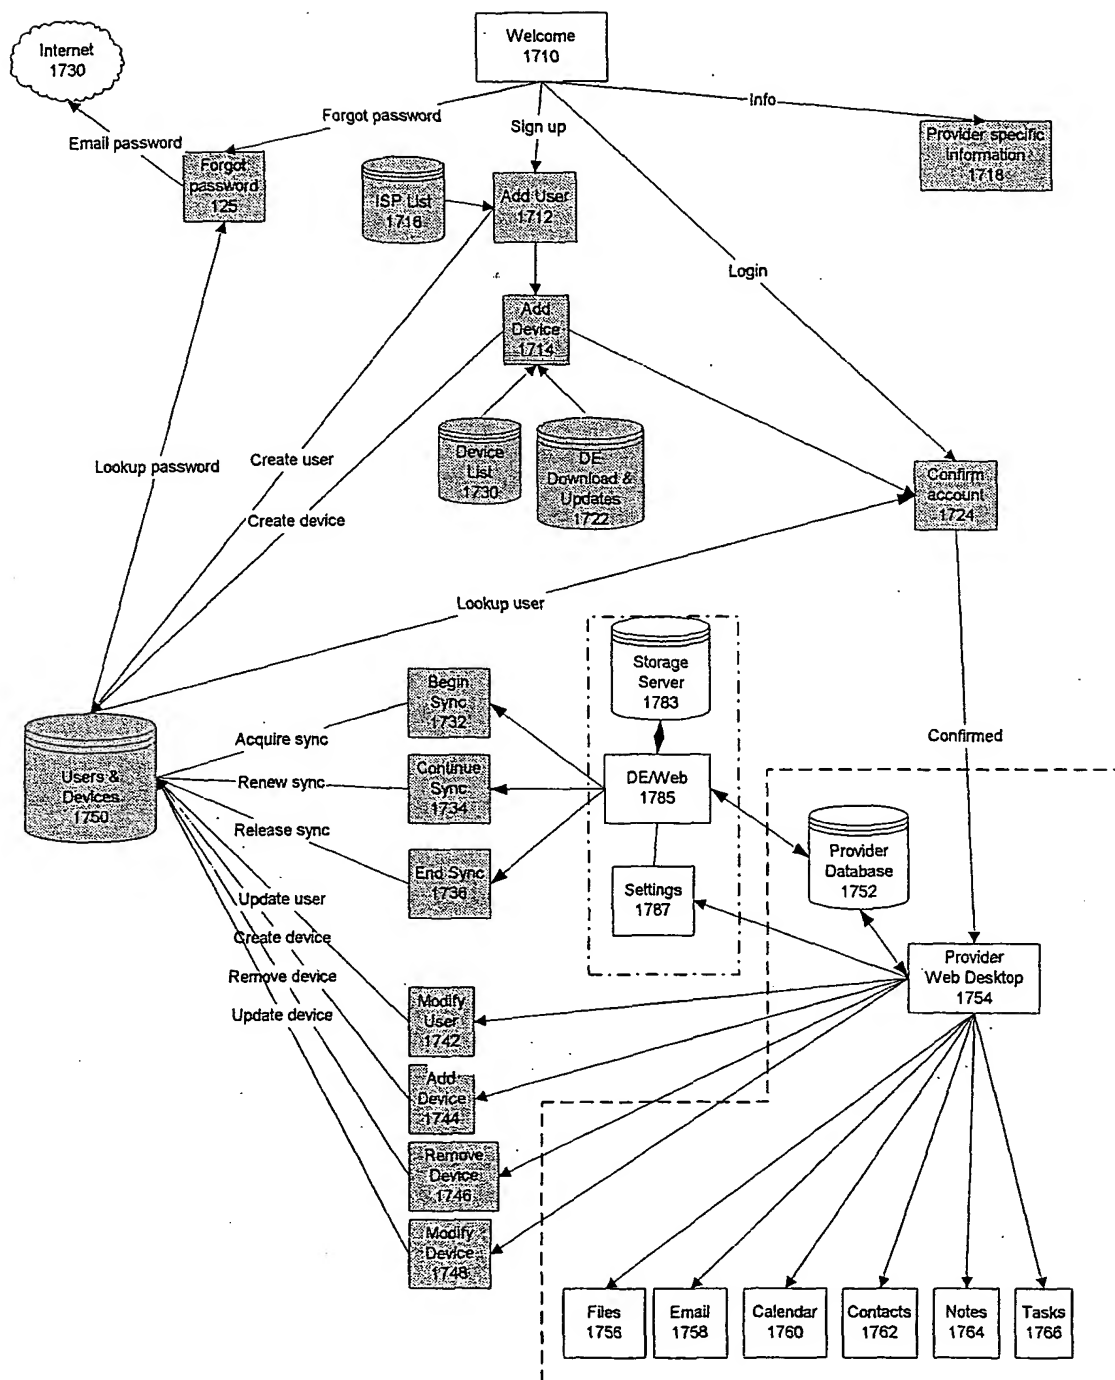 Welcome
1710
Internet
1730
Info
Forgot password
Sign up
Email password
Provider specific
Information
1718
Forgot
password
125
ISP List
1716
Add User
1712
Login
Add
Device
1714
Device
List
1730
DE
Download &
Updates
1722
Create user
Lookup password
Confirm
account
1724
Create device
Lookup user
Storage
Server
1783
Begin
Sync
1732
Acquire sync
Confirmed
Users &
Devices
1750
Renew sync
Continue
Sync
1734
DE/Web
1785
Release sync
Provider
Database
1752
End Sync
1736
Settings
1787
Update user
Create device
Remove device
Update device
Provider
Web Desktop
1754
Modify
User
1742
Add
Device
1744
Remove
Device
1746
Modify
Device
1748
Files
1756
Email
1758
Calendar
1760
Contacts
1762
Notes
1764
Tasks
1766